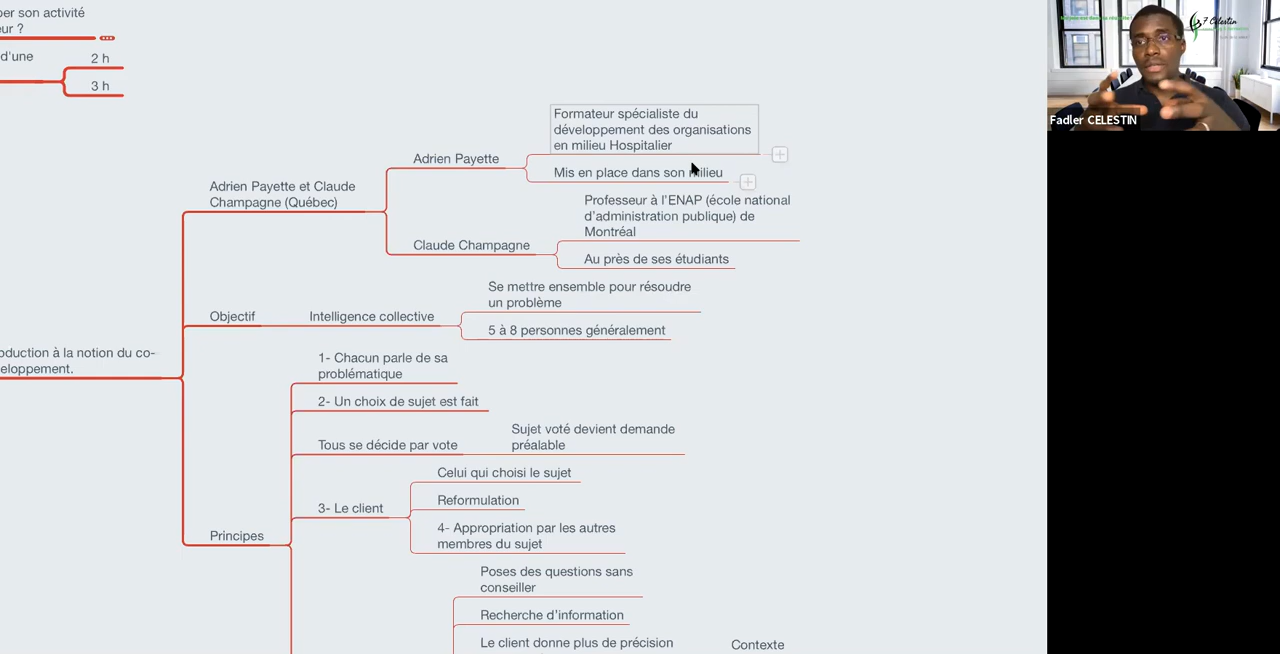 per son activité
eur ?
d'une
2 h
3 h
Formateur spécialiste du
développement des organisations
en milieu Hospitalier
Adrien Payette
Mis en place dans son milieu
Adrien Payette et Claude
Champagne (Québec)
Professeur à l'ENAP (école national
d'administration publique) de
Montréal
Claude Champagne
Au près de ses étudiants
Se mettre ensemble pour résoudre
un problème
Objectif
Intelligence collective
5 à 8 personnes généralement
oduction à la notion du co-
eloppement.
1- Chacun parle de sa
problématique
2- Un choix de sujet est fait
Tous se décide par vote
Sujet voté devient demande
préalable
Celui qui choisi le sujet
3- Le client
Reformulation
4- Appropriation par les autres
membres du sujet
Principes
Poses des questions sans
conseiller
Recherche d'information
Le client donne plus de précision
Contexte
7 Célestin
Fadler CELESTIN